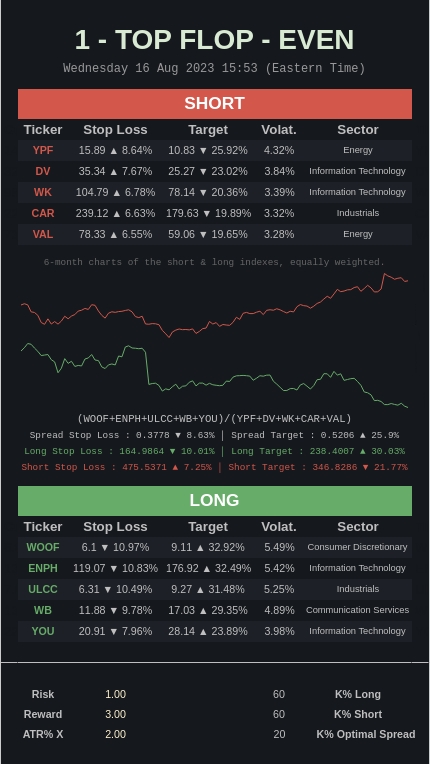 1 - TOP FLOP - EVEN
Wednesday 16 Aug 2023 15:53 (Eastern Time)
SHORT
Ticker Stop Loss Target Volat. Sector
YPF 15.89 ▲ 8.64% 10.83 ▼ 25.92% 4.32% Energy
DV 35.34 ▲ 7.67% 25.27 ▼ 23.02% 3.84% Information Technology
WK 104.79 ▲ 6.78% 78.14 ▼ 20.36% 3.39% Information Technology
CAR 239.12 ▲ 6.63% 179.63 ▼ 19.89% 3.32% Industrials
VAL 78.33 ▲ 6.55% 59.06 ▼ 19.65% 3.28% Energy
6-month charts of the short & long indexes, equally weighted.
(WOOF+ENPH+ULCC+WB+YOU)/(YPF+DV+WK+CAR+VAL)
Spread Stop Loss : 0.3778 ▼ 8.63% │ Spread Target : 0.5206 ▲ 25.9%
Long Stop Loss : 164.9864 ▼ 10.01% │ Long Target : 238.4007 ▲ 30.03%
Short Stop Loss : 475.5371 ▲ 7.25% │ Short Target : 346.8286 ▼ 21.77%
LONG
Ticker Stop Loss Target Volat. Sector
WOOF 6.1 ▼ 10.97% 9.11 ▲ 32.92% 5.49% Consumer Discretionary
ENPH 119.07 ▼ 10.83% 176.92 ▲ 32.49% 5.42% Information Technology
ULCC 6.31 ▼ 10.49% 9.27 ▲ 31.48% 5.25% Industrials
WB 11.88 ▼ 9.78% 17.03 ▲ 29.35% 4.89% Communication Services
YOU 20.91 ▼ 7.96% 28.14 ▲ 23.89% 3.98% Information Technology
Risk 1.00 60 K% Long
Reward 3.00 60 K% Short
ATR% X 2.00 20 K% Optimal Spread